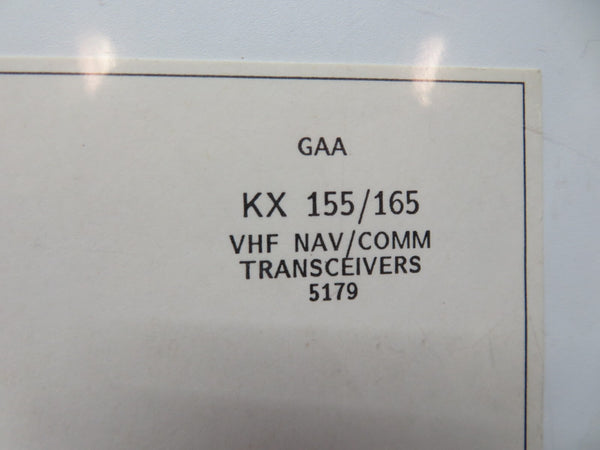 GAA
KX 155/165
VHF NAV/COMM
TRANSCEIVERS
5179